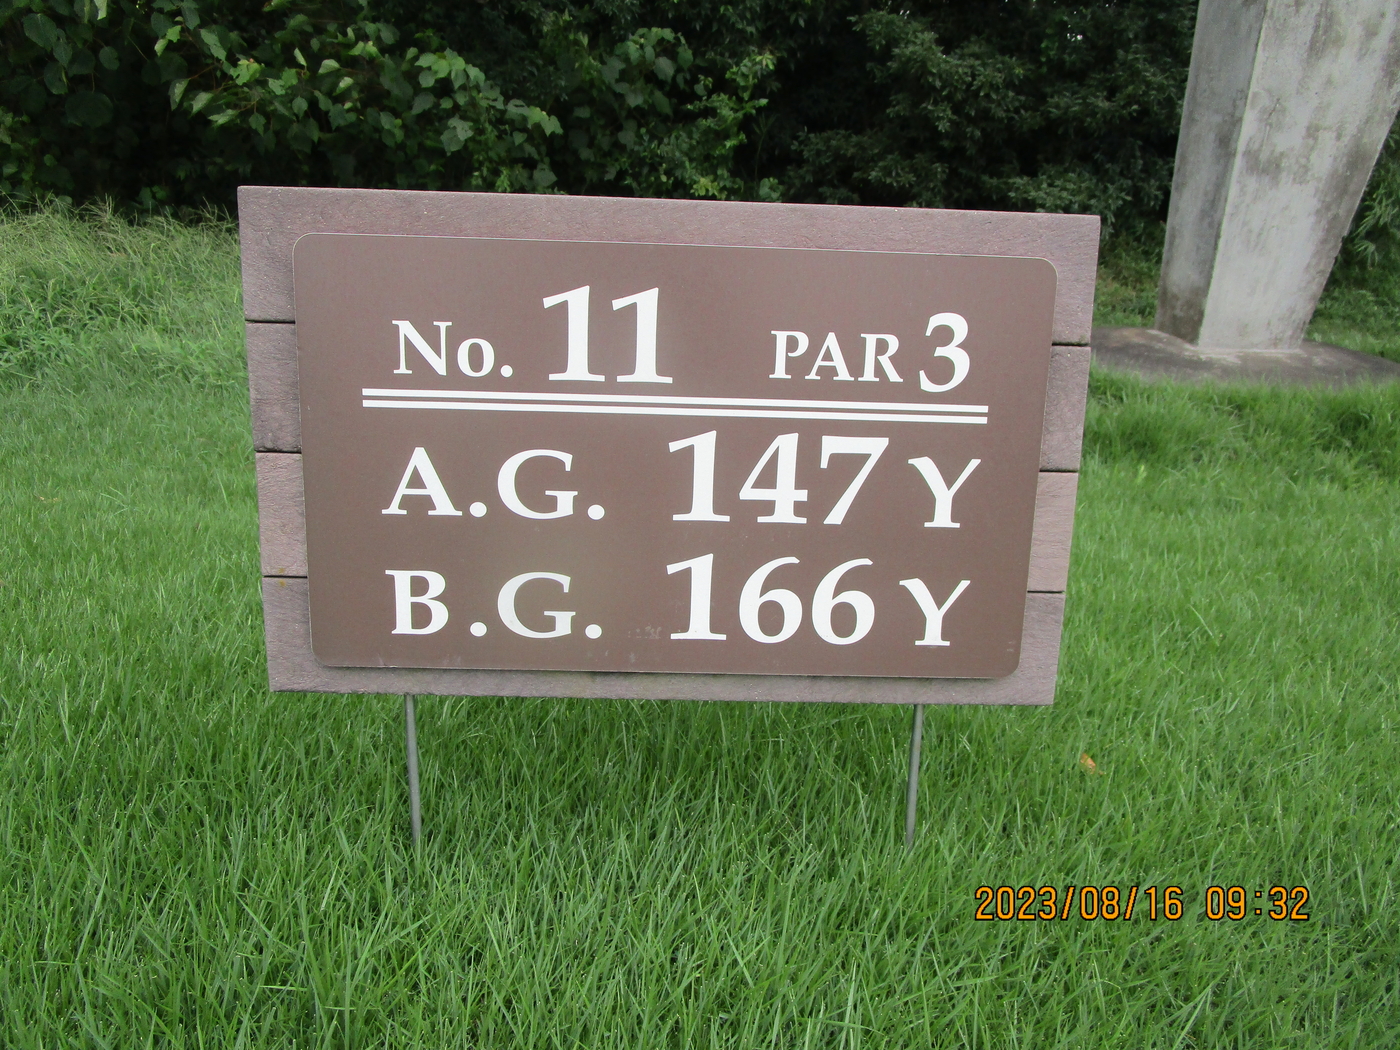 No. 11 PAR 3
A.G. 147 Y
B.G. 166 Y
2023/08/16 09:32